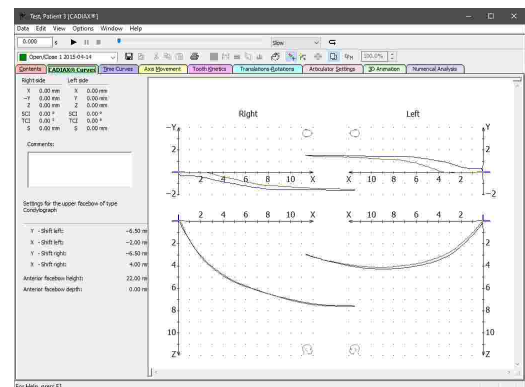 Test, Patient 3 [CADIAX®]
Data Edit View Options Window Help
0.000 s Slow
Open/Close 1 2015-04-14 100.0%
Contents CADIAX® Curves Time Curves Axis Movement Tooth Kinetics Translations-Rotations Articulator Settings 3D Animation Numerical Analysis
Right side Left side
X 0.00 mm X 0.00 mm
-Y 0.00 mm Y 0.00 mm
Z 0.00 mm Z 0.00 mm
SCI 0.00 ° SCI 0.00 °
TCI 0.00 ° TCI 0.00 °
S 0.00 mm S 0.00 mm
Comments:
Settings for the upper facebow of type
Condylograph
Y - Shift left: -6.50 m
X - Shift left: -2.00 m
Y - Shift right: -6.50 m
X - Shift right: 4.00 m
Anterior facebow height: 22.00 m
Anterior facebow depth: 0.00 m
Right Left
-Y Y
2 2
2 4 6 8 10 X X 10 8 6 4 2
-2 -2
2 4 6 8 10 X X 10 8 6 4 2
2 2
4 4
6 6
8 8
10 10
Z Z
For Help, press F1